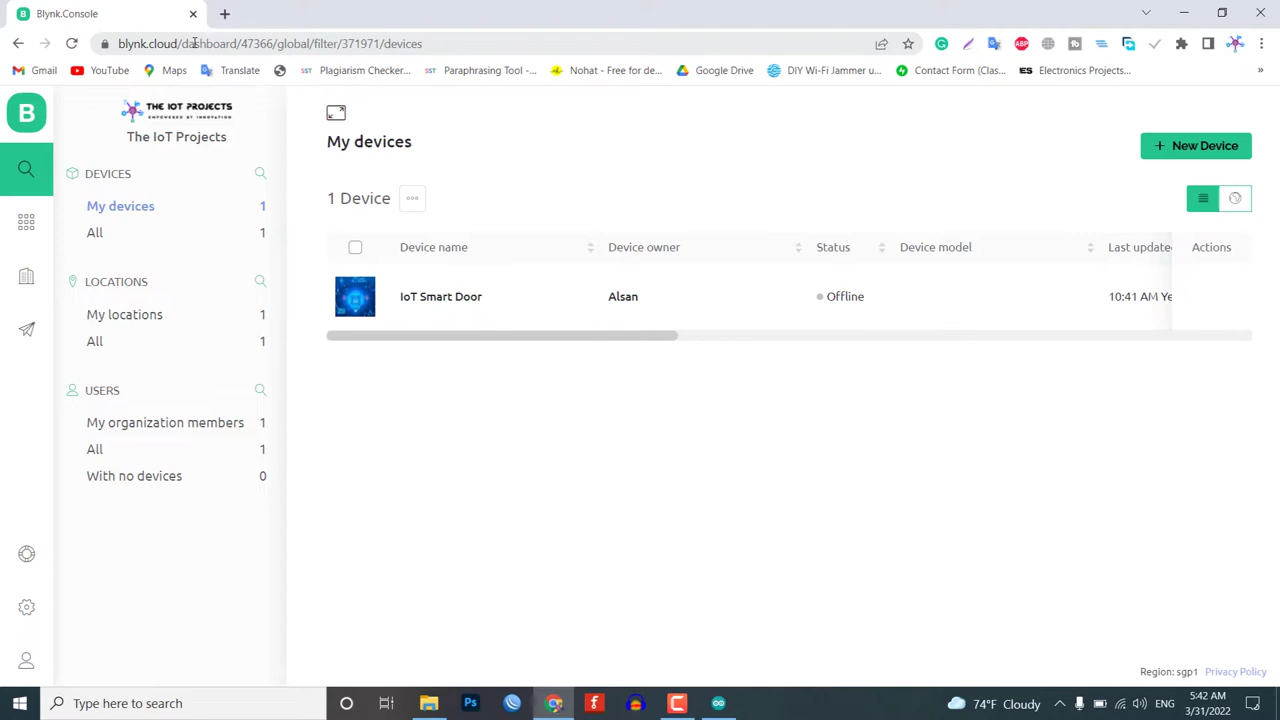 Blynk.Console
blynk.cloud/dashboard/47366/global/filter/371971/devices
Gmail YouTube Maps Translate Plagiarism Checker... Paraphrasing Tool -... Nohat - Free for de... Google Drive DIY Wi-Fi Jammer u... Contact Form (Clas... Electronics Projects... »
B
THE IOT PROJECTS
EMPOWERED BY INNOVATION
The IoT Projects
DEVICES
My devices 1
All 1
LOCATIONS
My locations 1
All 1
USERS
My organization members 1
All 1
With no devices 0
My devices
+ New Device
1 Device
Device name Device owner Status Device model Last update Actions
IoT Smart Door Alsan Offline 10:41 AM Ye
Region: sgp1 Privacy Policy
Type here to search
74°F Cloudy ENG 5:42 AM
3/31/2022